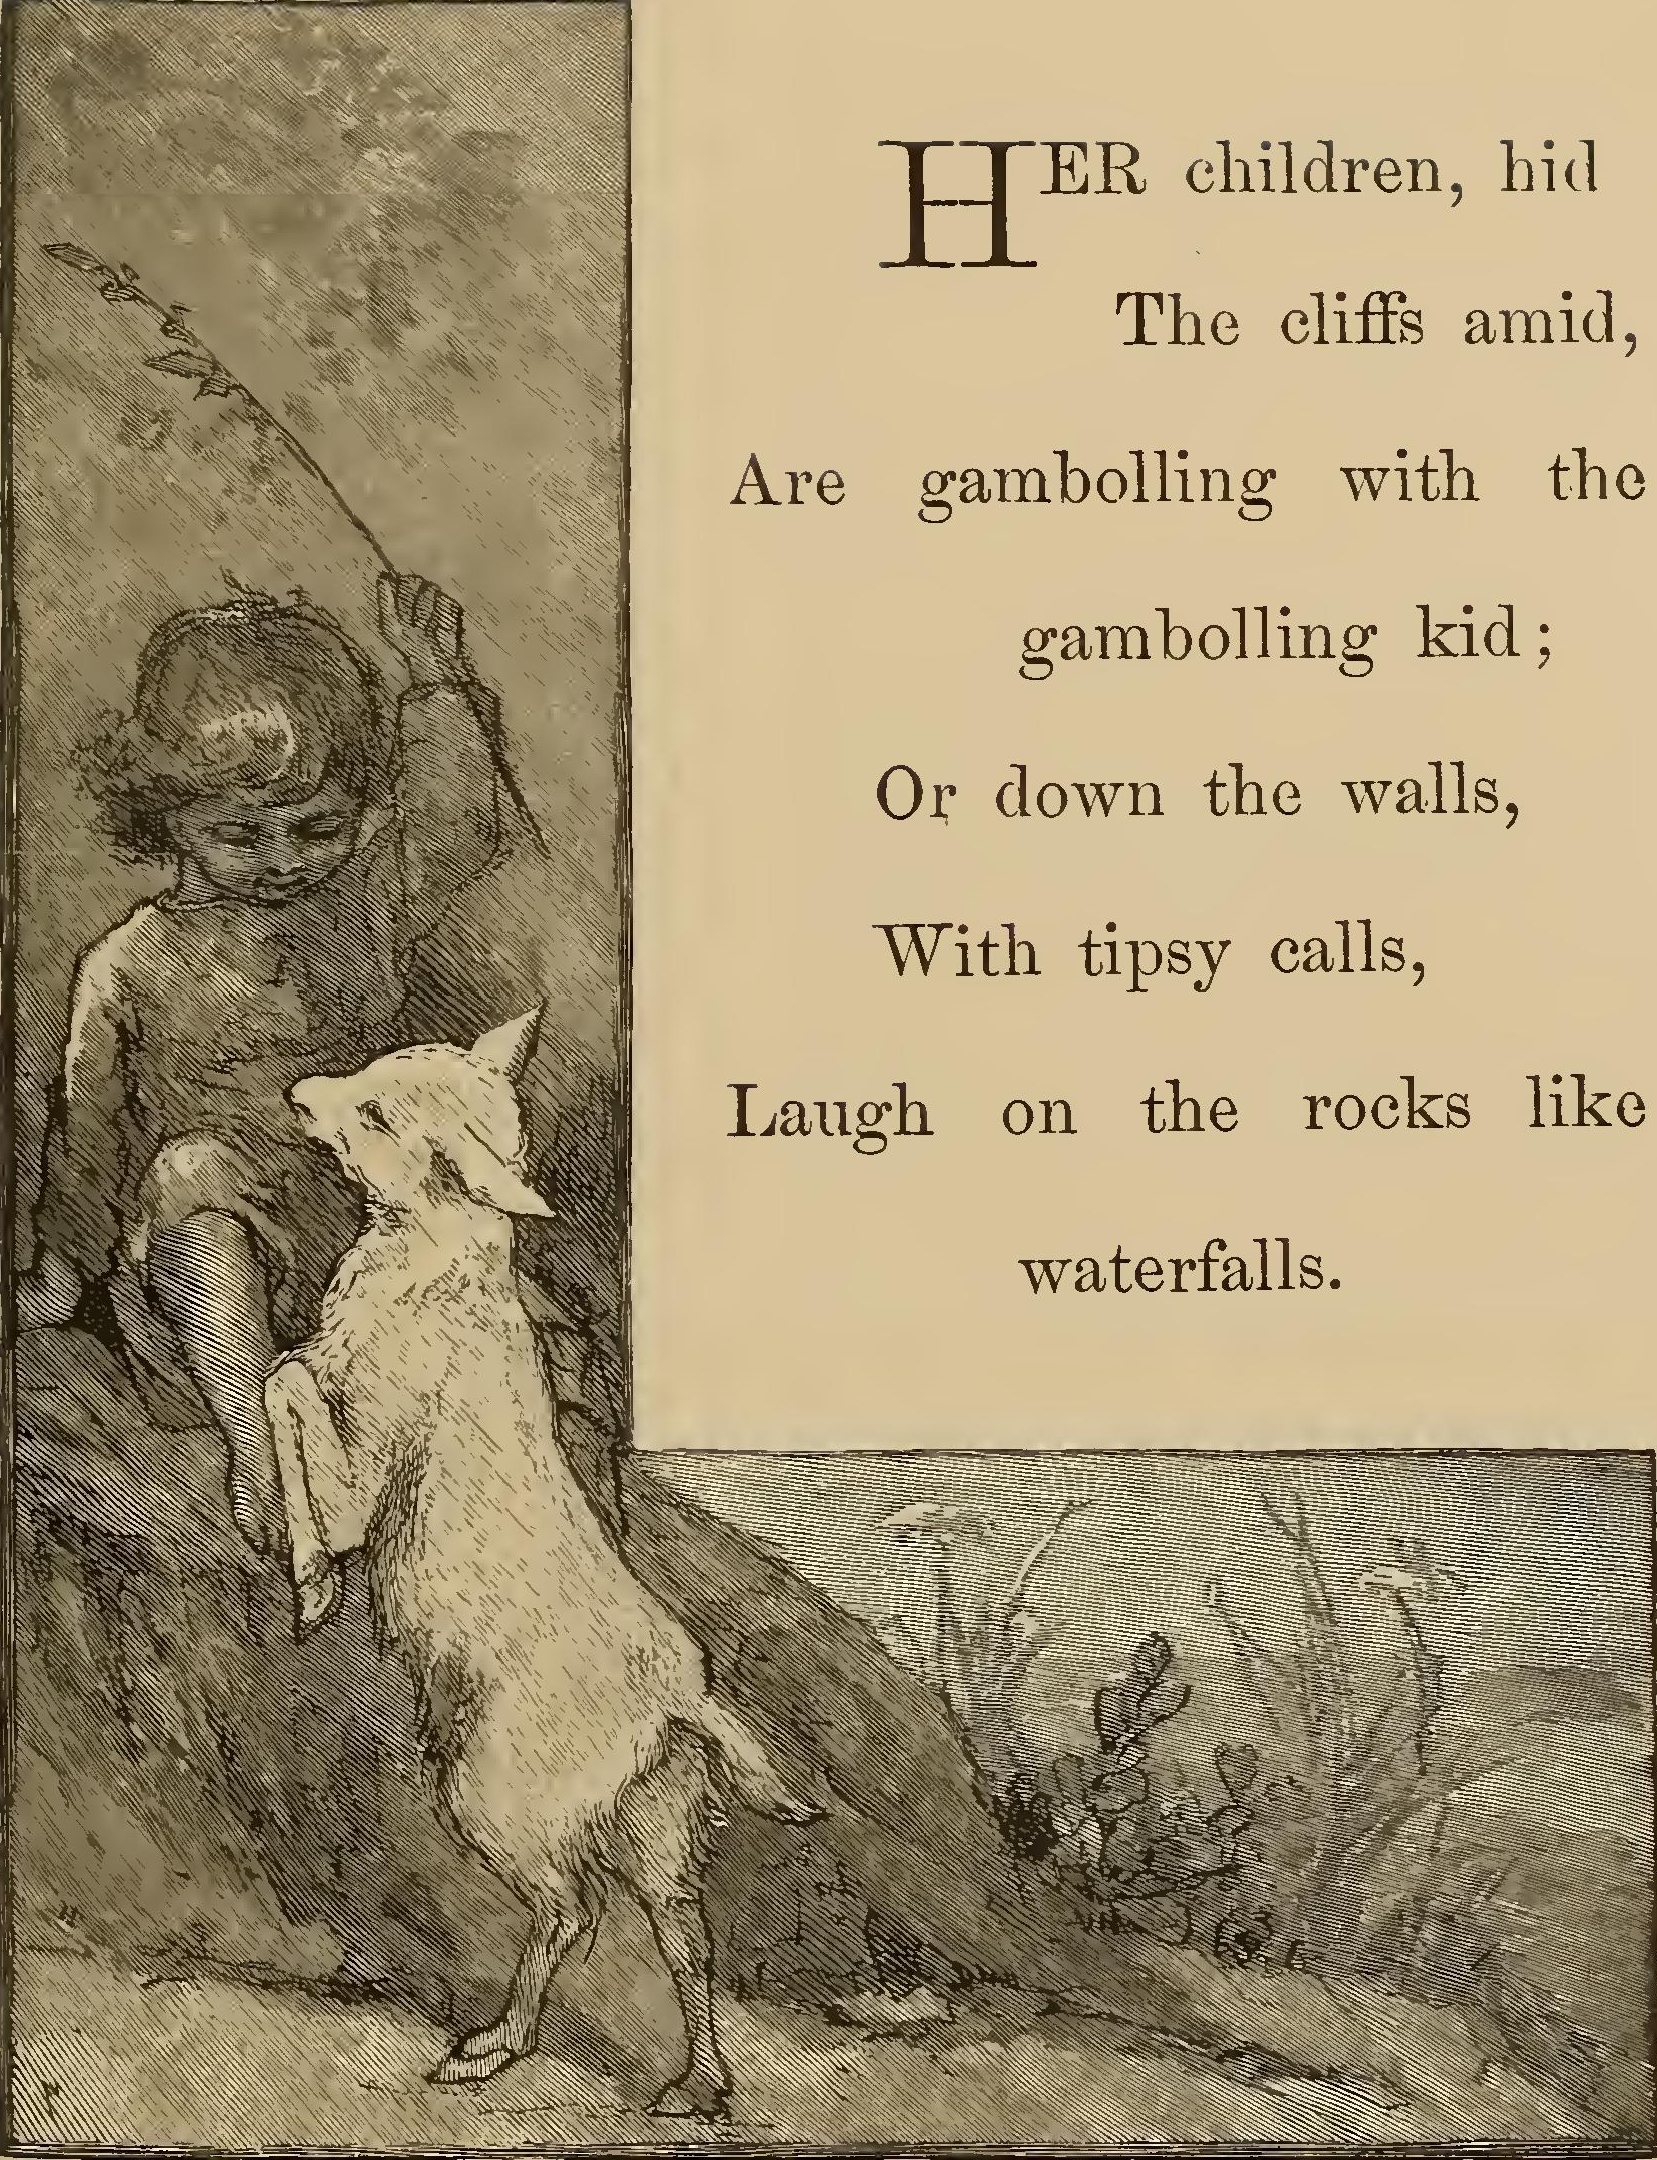 HER children, hid
The cliffs amid,
Are gambolling with the
gambolling kid;
Or down the walls,
With tipsy calls,
Laugh on the rocks like
waterfalls.